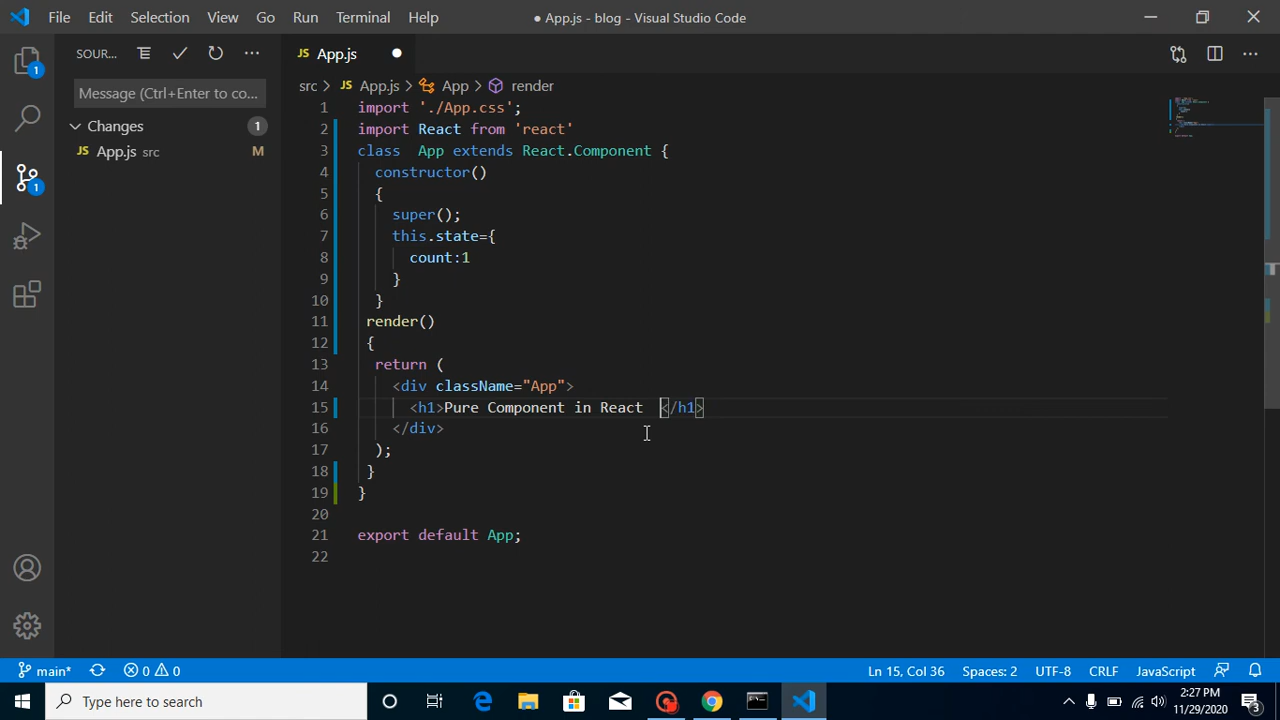 File Edit Selection View Go Run Terminal Help ● App.js - blog - Visual Studio Code
SOUR...
JS App.js
1
Message (Ctrl+Enter to co...
src > JS App.js > App > render
Changes 1
JS App.js src M
1
1 import './App.css';
2 import React from 'react'
3 class  App extends React.Component {
4 constructor()
5 {
6 super();
7 this.state={
8 count:1
9 }
10 }
11 render()
12 {
13 return (
14 <div className="App">
15 <h1>Pure Component in React  </h1>
16 </div>
17 );
18 }
19 }
20
21 export default App;
22
main* 0 0 Ln 15, Col 36 Spaces: 2 UTF-8 CRLF JavaScript
Type here to search
2:27 PM
11/29/2020
3